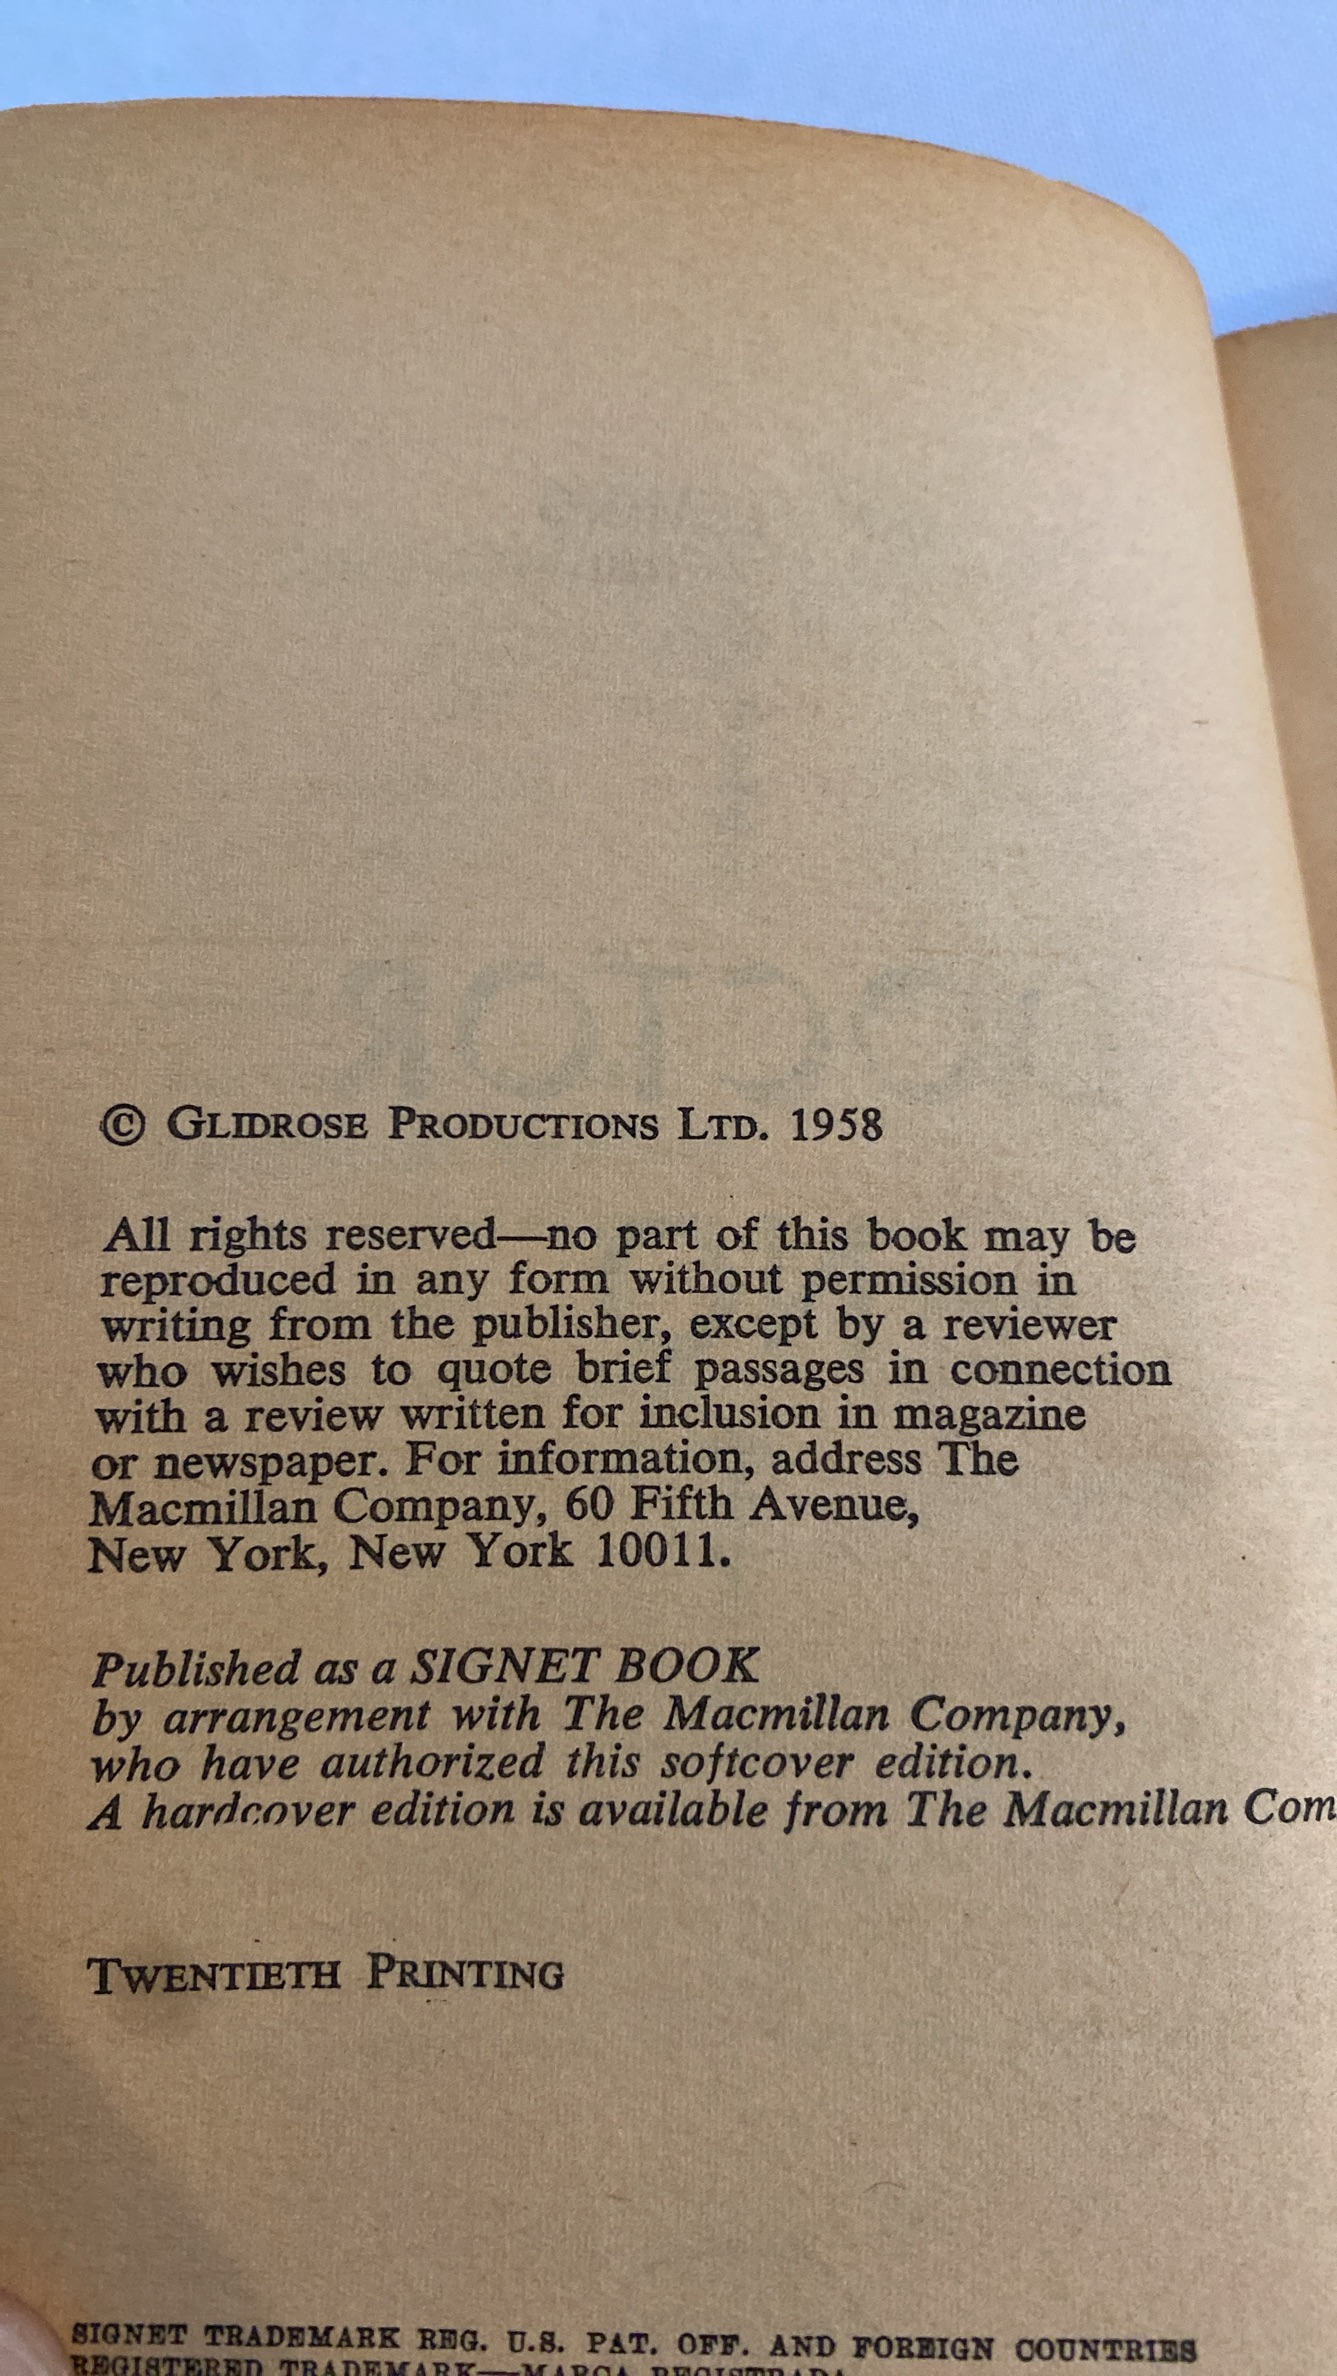 © GLIDROSE PRODUCTIONS LTD. 1958
All rights reserved—no part of this book may be
reproduced in any form without permission in
writing from the publisher, except by a reviewer
who wishes to quote brief passages in connection
with a review written for inclusion in magazine
or newspaper. For information, address The
Macmillan Company, 60 Fifth Avenue,
New York, New York 10011.
Published as a SIGNET BOOK
by arrangement with The Macmillan Company,
who have authorized this softcover edition.
A hardcover edition is available from The Macmillan Com
TWENTIETH PRINTING
SIGNET TRADEMARK REG. U.S. PAT. OFF. AND FOREIGN COUNTRIES
REGISTERED TRADEMARK—MARCA REGISTRADA